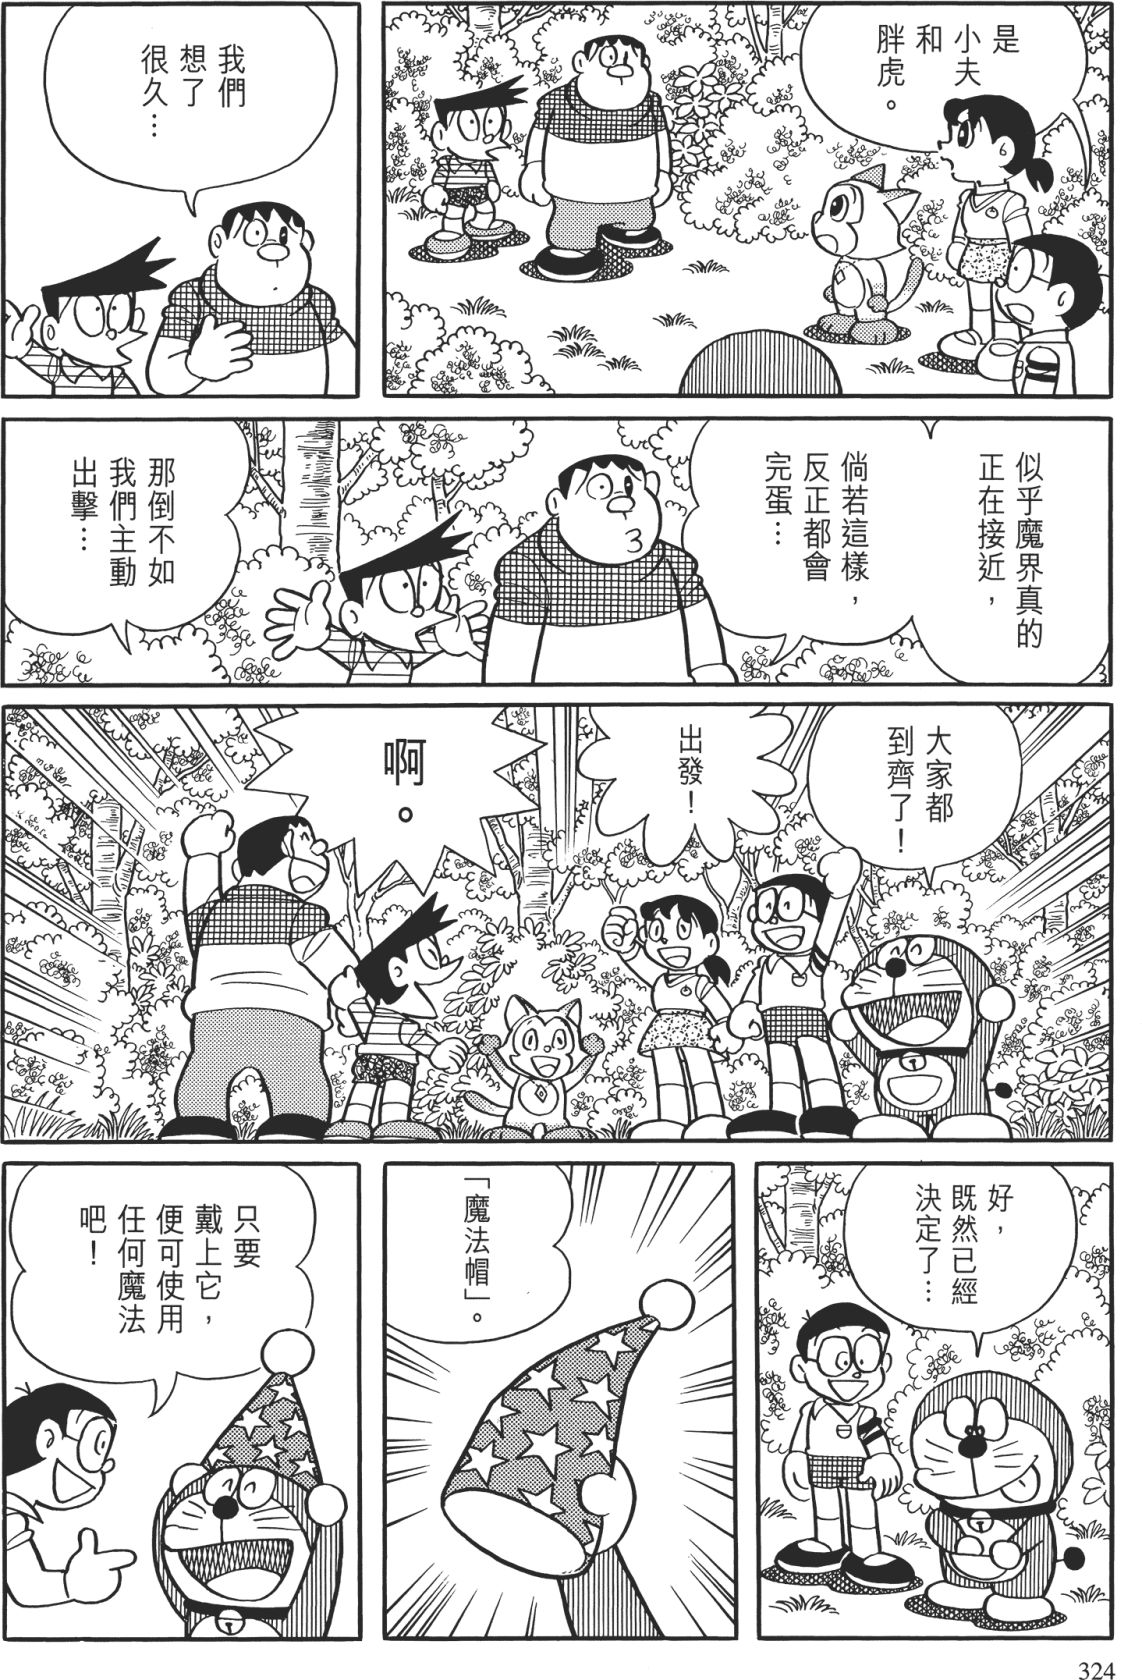 是
小夫
和
胖虎。
我們
想了
很久…
似乎魔界真的
正在接近，
倘若這樣，
反正都會
完蛋…
那倒不如
我們主動
出擊…
大家都
到齊了！
出發！
啊。
好，
既然已經
決定了…
「魔法帽」。
只要
戴上它，
便可使用
任何魔法
吧！
324